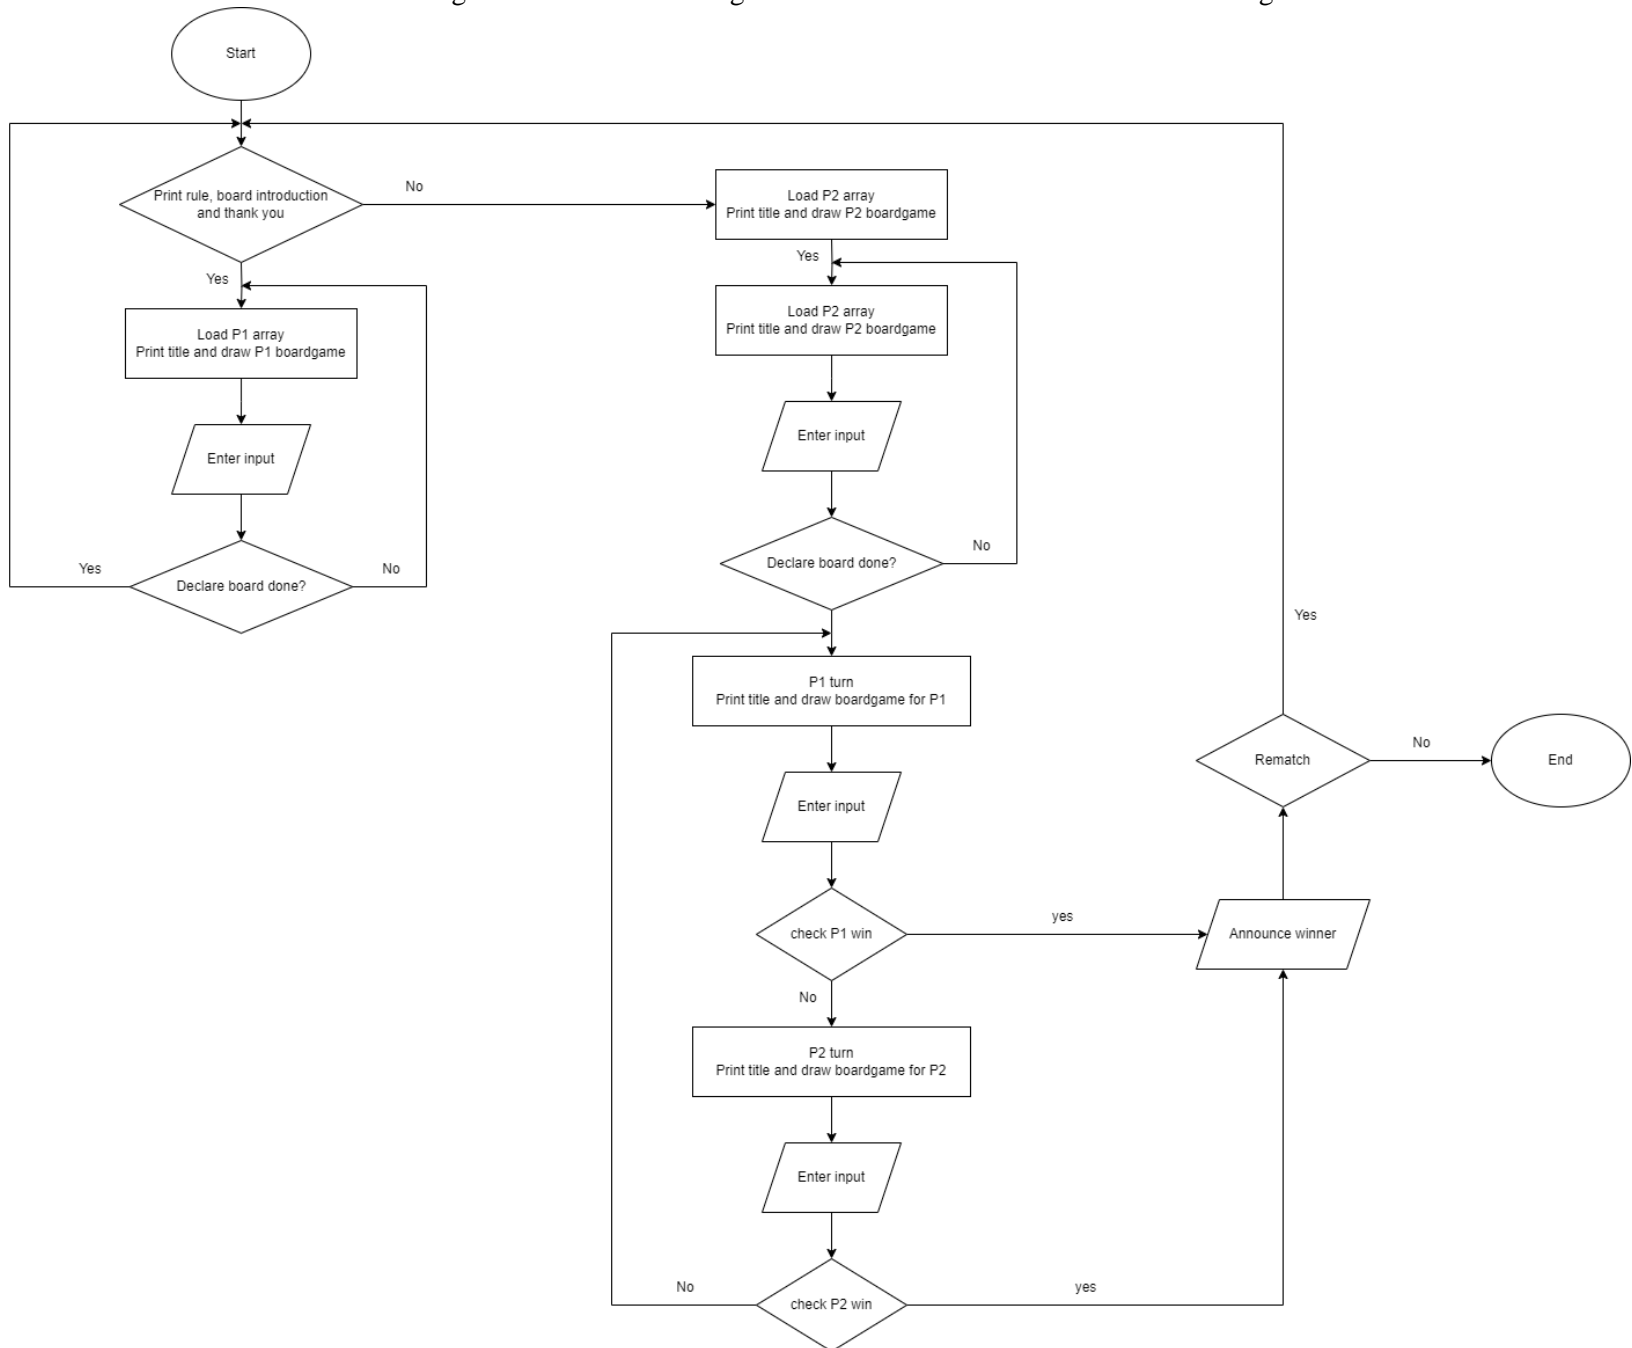 Start
Print rule, board introduction
and thank you
No
Load P2 array
Print title and draw P2 boardgame
Yes
Load P1 array
Print title and draw P1 boardgame
Yes
Load P2 array
Print title and draw P2 boardgame
Enter input
Enter input
Declare board done?
Yes
No
Declare board done?
No
P1 turn
Print title and draw boardgame for P1
Enter input
check P1 win
yes
Announce winner
Rematch
Yes
No
End
No
P2 turn
Print title and draw boardgame for P2
Enter input
check P2 win
No
yes